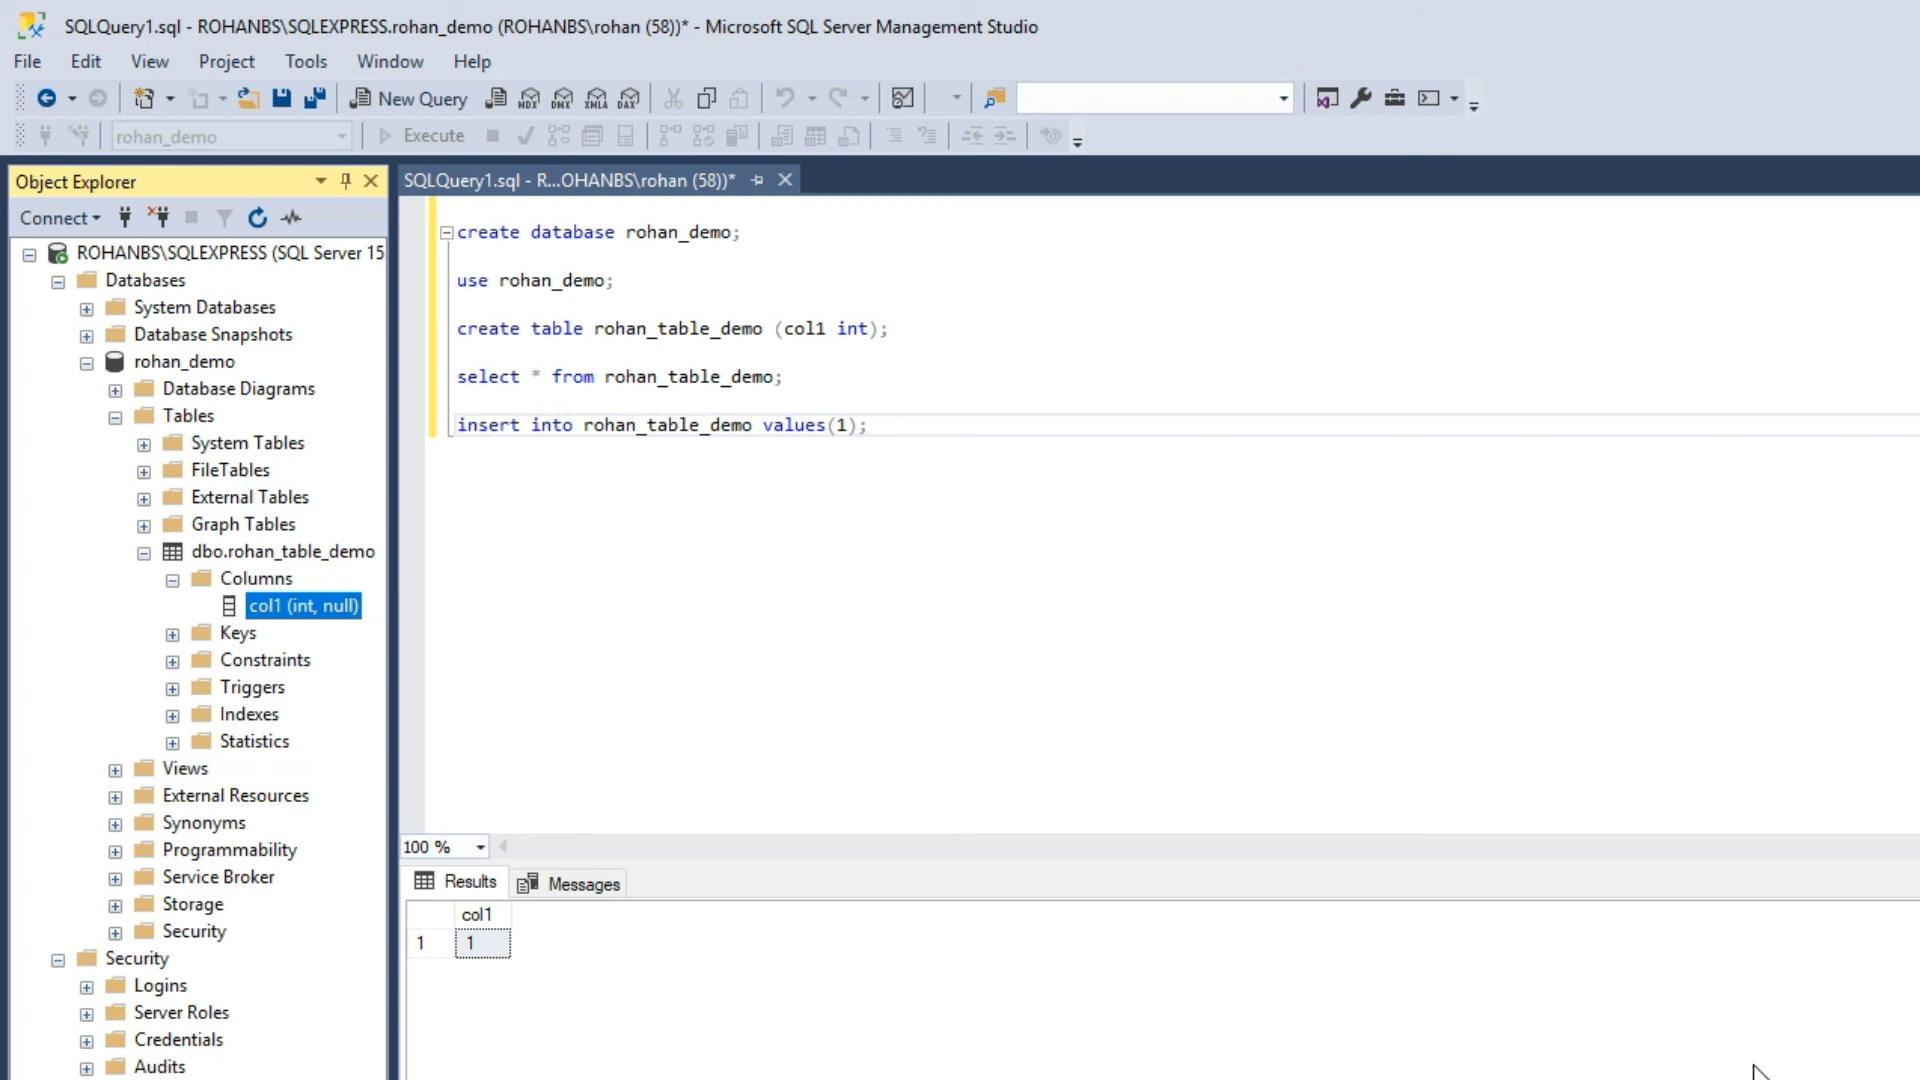 SQLQuery1.sql - ROHANBS\SQLEXPRESS.rohan_demo (ROHANBS\rohan (58))* - Microsoft SQL Server Management Studio
File Edit View Project Tools Window Help
New Query MDX DMX XMLA DAX
rohan_demo Execute
Object Explorer
Connect
ROHANBS\SQLEXPRESS (SQL Server 15
Databases
System Databases
Database Snapshots
rohan_demo
Database Diagrams
Tables
System Tables
FileTables
External Tables
Graph Tables
dbo.rohan_table_demo
Columns
col1 (int, null)
Keys
Constraints
Triggers
Indexes
Statistics
Views
External Resources
Synonyms
Programmability
Service Broker
Storage
Security
Security
Logins
Server Roles
Credentials
Audits
SQLQuery1.sql - R...OHANBS\rohan (58))*
create database rohan_demo;
use rohan_demo;
create table rohan_table_demo (col1 int);
select * from rohan_table_demo;
insert into rohan_table_demo values(1);
100 %
Results Messages
col1
1 1